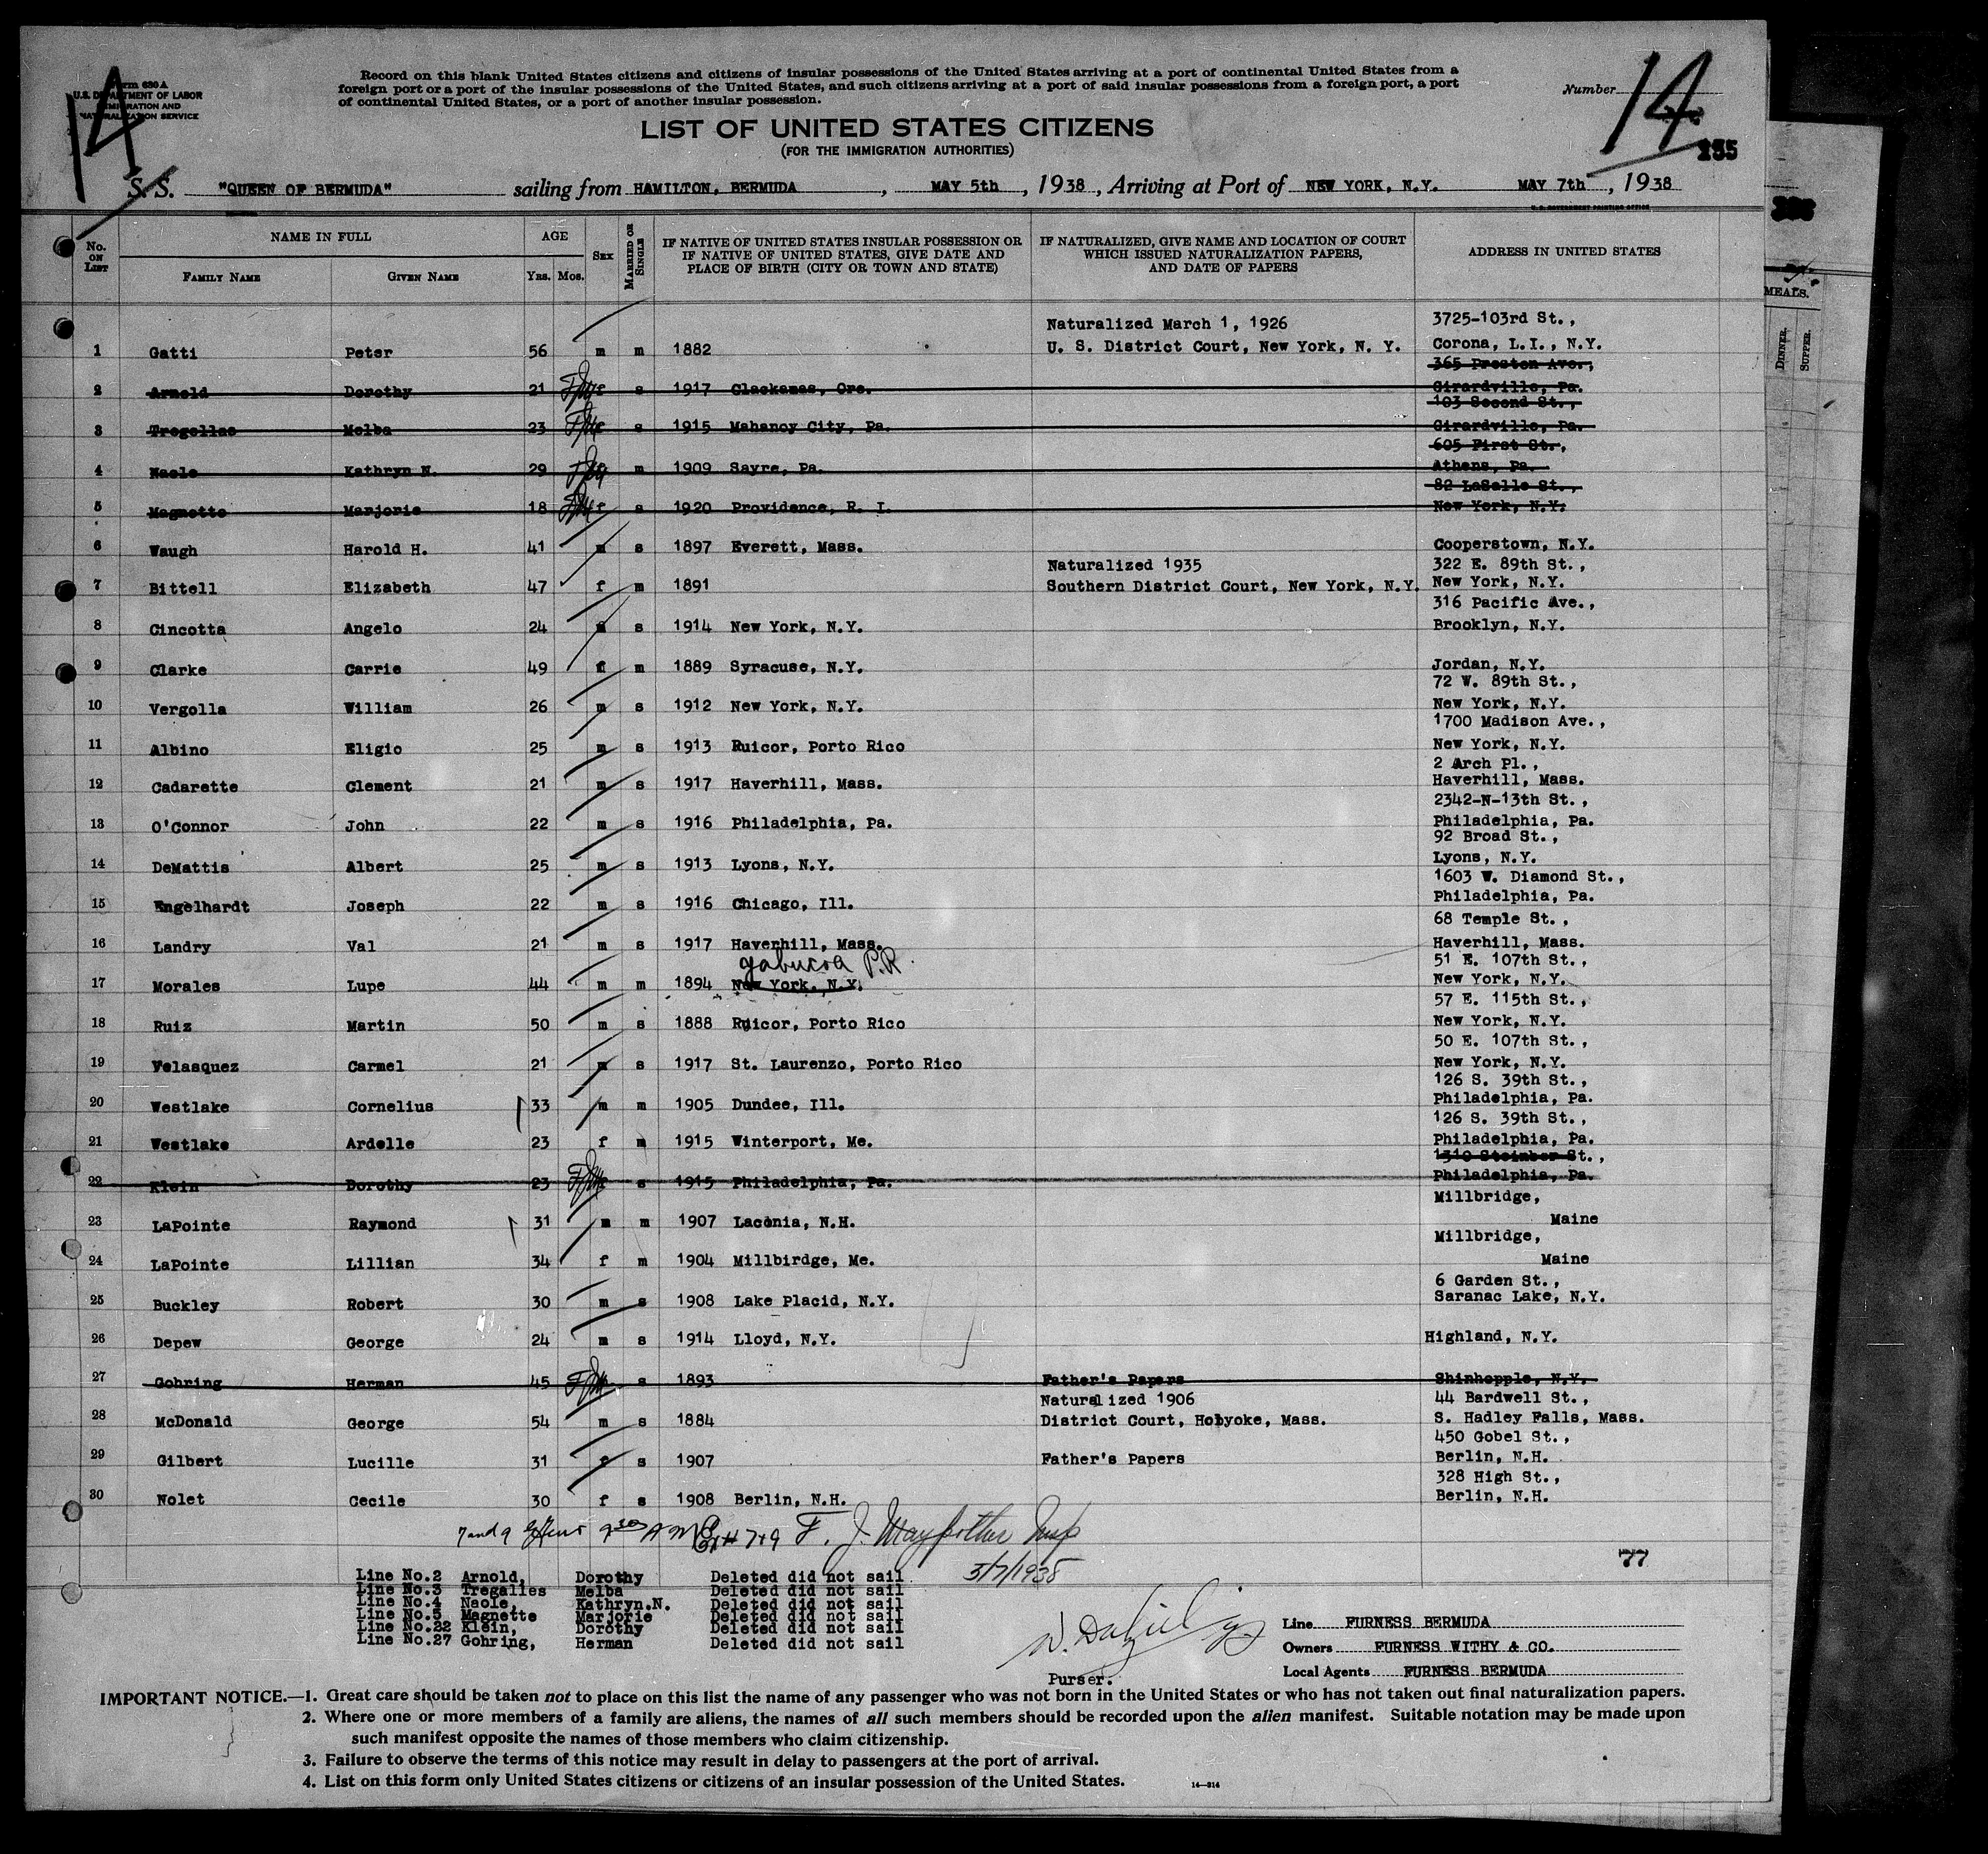 Form 630 A
U.S. DEPARTMENT OF LABOR
IMMIGRATION AND
NATURALIZATION SERVICE
14
Record on this blank United States citizens and citizens of insular possessions of the United States arriving at a port of continental United States from a
foreign port or a port of the insular possessions of the United States, and such citizens arriving at a port of said insular possessions from a foreign port, a port
of continental United States, or a port of another insular possession.
Number 14
155
LIST OF UNITED STATES CITIZENS
(FOR THE IMMIGRATION AUTHORITIES)
S. S. "QUEEN OF BERMUDA" sailing from HAMILTON, BERMUDA, MAY 5th, 1938, Arriving at Port of NEW YORK, N.Y. MAY 7th, 1938
U. S. GOVERNMENT PRINTING OFFICE
No. ON LIST
NAME IN FULL
FAMILY NAME GIVEN NAME
AGE
YRS. MOS.
SEX
MARRIED OR SINGLE
IF NATIVE OF UNITED STATES INSULAR POSSESSION OR
IF NATIVE OF UNITED STATES, GIVE DATE AND
PLACE OF BIRTH (CITY OR TOWN AND STATE)
IF NATURALIZED, GIVE NAME AND LOCATION OF COURT
WHICH ISSUED NATURALIZATION PAPERS,
AND DATE OF PAPERS
ADDRESS IN UNITED STATES
MEALS.
DINNER.
SUPPER.
Naturalized March 1, 1926 3725-103rd St.,
1 Gatti Peter 56 m m 1882 U. S. District Court, New York, N. Y. Corona, L.I., N.Y.
365 Preston Ave.,
2 Arnold Dorothy 21 f s 1917 Clackamas, Ore. Girardville, Pa.
103 Second St.,
3 Tregellas Melba 23 f s 1915 Mahanoy City, Pa. Girardville, Pa.
605 First St.,
4 Naole Kathryn N. 29 f m 1909 Sayre, Pa. Athens, Pa.
82 LaSalle St.,
5 Magnette Marjorie 18 f s 1920 Providence, R. I. New York, N.Y.
6 Waugh Harold H. 41 m s 1897 Everett, Mass. Cooperstown, N.Y.
Naturalized 1935 322 E. 89th St.,
7 Bittell Elizabeth 47 f m 1891 Southern District Court, New York, N.Y. New York, N.Y.
316 Pacific Ave.,
8 Cincotta Angelo 24 m s 1914 New York, N.Y. Brooklyn, N.Y.
9 Clarke Carrie 49 f m 1889 Syracuse, N.Y. Jordan, N.Y.
72 W. 89th St.,
10 Vergolla William 26 m s 1912 New York, N.Y. New York, N.Y.
1700 Madison Ave.,
11 Albino Eligio 25 m s 1913 Ruicor, Porto Rico New York, N.Y.
2 Arch Pl.,
12 Cadarette Clement 21 m s 1917 Haverhill, Mass. Haverhill, Mass.
2342-N-13th St.,
13 O'Connor John 22 m s 1916 Philadelphia, Pa. Philadelphia, Pa.
92 Broad St.,
14 DeMattis Albert 25 m s 1913 Lyons, N.Y. Lyons, N.Y.
1603 W. Diamond St.,
15 Engelhardt Joseph 22 m s 1916 Chicago, Ill. Philadelphia, Pa.
68 Temple St.,
16 Landry Val 21 m s 1917 Haverhill, Mass. Haverhill, Mass.
yabucoa P.R. 51 E. 107th St.,
17 Morales Lupe 44 m m 1894 New York, N.Y. New York, N.Y.
57 E. 115th St.,
18 Ruiz Martin 50 m s 1888 Ruicor, Porto Rico New York, N.Y.
50 E. 107th St.,
19 Velasquez Carmel 21 m s 1917 St. Laurenzo, Porto Rico New York, N.Y.
126 S. 39th St.,
20 Westlake Cornelius 33 m m 1905 Dundee, Ill. Philadelphia, Pa.
126 S. 39th St.,
21 Westlake Ardelle 23 f m 1915 Winterport, Me. Philadelphia, Pa.
1310 Steinber St.,
22 Klein Dorothy 23 f s 1915 Philadelphia, Pa. Philadelphia, Pa.
Millbridge,
23 LaPointe Raymond 31 m m 1907 Laconia, N.H. Maine
Millbridge,
24 LaPointe Lillian 34 f m 1904 Millbirdge, Me. Maine
6 Garden St.,
25 Buckley Robert 30 m s 1908 Lake Placid, N.Y. Saranac Lake, N.Y.
26 Depew George 24 m s 1914 Lloyd, N.Y. Highland, N.Y.
27 Gohring Herman 45 m s 1893 Father's Papers Shinhopple, N.Y.
Naturalized 1906 44 Bardwell St.,
28 McDonald George 54 m s 1884 District Court, Holyoke, Mass. S. Hadley Falls, Mass.
450 Gobel St.,
29 Gilbert Lucille 31 f s 1907 Father's Papers Berlin, N.H.
328 High St.,
30 Nolet Cecile 30 f s 1908 Berlin, N.H. Berlin, N.H.
7 and 9 930 AM F. J. Insp
5/7/1938
77
Line No.2 Arnold, Dorothy Deleted did not sail
Line No.3 Tregalles Melba Deleted did not sail
Line No.4 Naole, Kathryn.N. Deleted did not sail
Line No.5 Magnette Marjorie Deleted did not sail
Line No.22 Klein, Dorothy Deleted did not sail
Line No.27 Gohring, Herman Deleted did not sail
Purser.
Line FURNESS BERMUDA
Owners FURNESS WITHY & CO.
Local Agents FURNESS BERMUDA
IMPORTANT NOTICE.—1. Great care should be taken not to place on this list the name of any passenger who was not born in the United States or who has not taken out final naturalization papers.
2. Where one or more members of a family are aliens, the names of all such members should be recorded upon the alien manifest. Suitable notation may be made upon
such manifest opposite the names of those members who claim citizenship.
3. Failure to observe the terms of this notice may result in delay to passengers at the port of arrival.
4. List on this form only United States citizens or citizens of an insular possession of the United States.
14—814